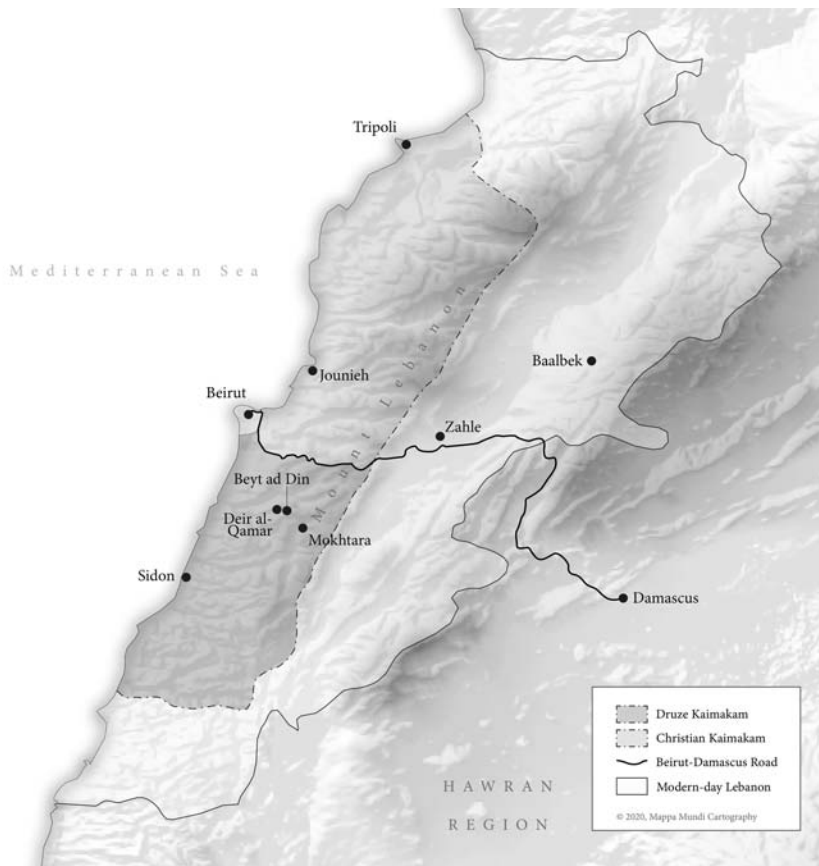 Tripoli
Mediterranean Sea
Mount Lebanon
Baalbek
Jounieh
Beirut
Zahle
Beyt ad Din
Deir al-
Qamar
Mokhtara
Sidon
Damascus
HAWRAN
REGION
Druze Kaimakam
Christian Kaimakam
Beirut-Damascus Road
Modern-day Lebanon
© 2020, Mappa Mundi Cartography